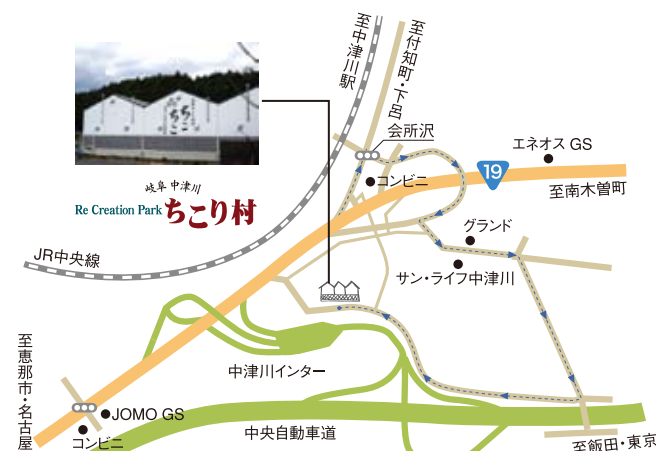 至中津川駅
至付知町・下呂
会所沢
エネオス GS
19
コンビニ
至南木曽町
岐阜 中津川
Re Creation Park ちこり村
グランド
JR中央線
サン・ライフ中津川
至恵那市・名古屋
中津川インター
JOMO GS
コンビニ
中央自動車道
至飯田・東京